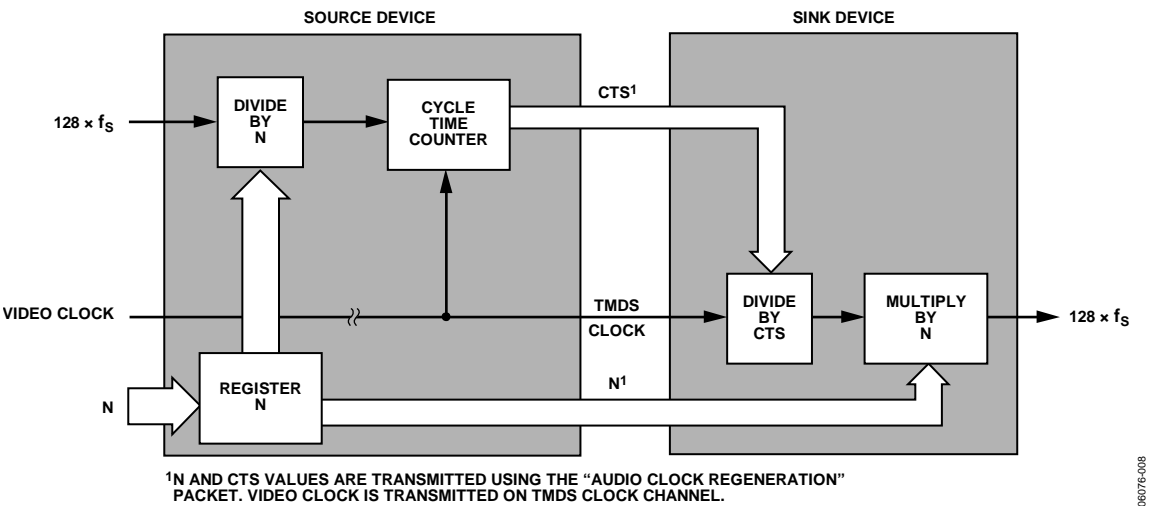 SOURCE DEVICE
SINK DEVICE
128 × fS
DIVIDE
BY
N
CYCLE
TIME
COUNTER
CTS1
VIDEO CLOCK
TMDS
CLOCK
DIVIDE
BY
CTS
MULTIPLY
BY
N
128 × fS
N
REGISTER
N
N1
1N AND CTS VALUES ARE TRANSMITTED USING THE “AUDIO CLOCK REGENERATION”
PACKET. VIDEO CLOCK IS TRANSMITTED ON TMDS CLOCK CHANNEL.
06076-008